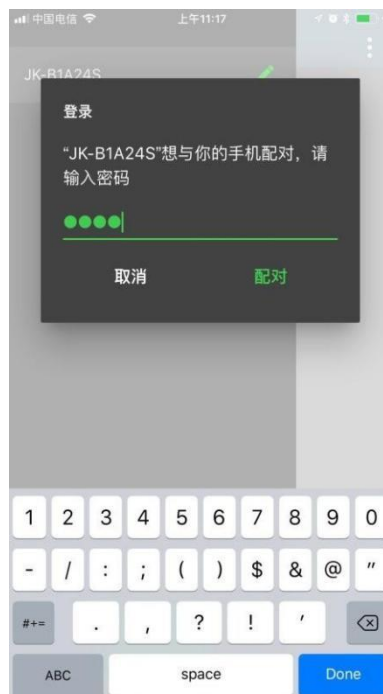 中国电信 上午11:17
JK-B1A24S
登录
“JK-B1A24S”想与你的手机配对，请
输入密码
取消 配对
1 2 3 4 5 6 7 8 9 0
- / : ; ( ) $ & @ "
#+= . , ? ! ′
ABC space Done